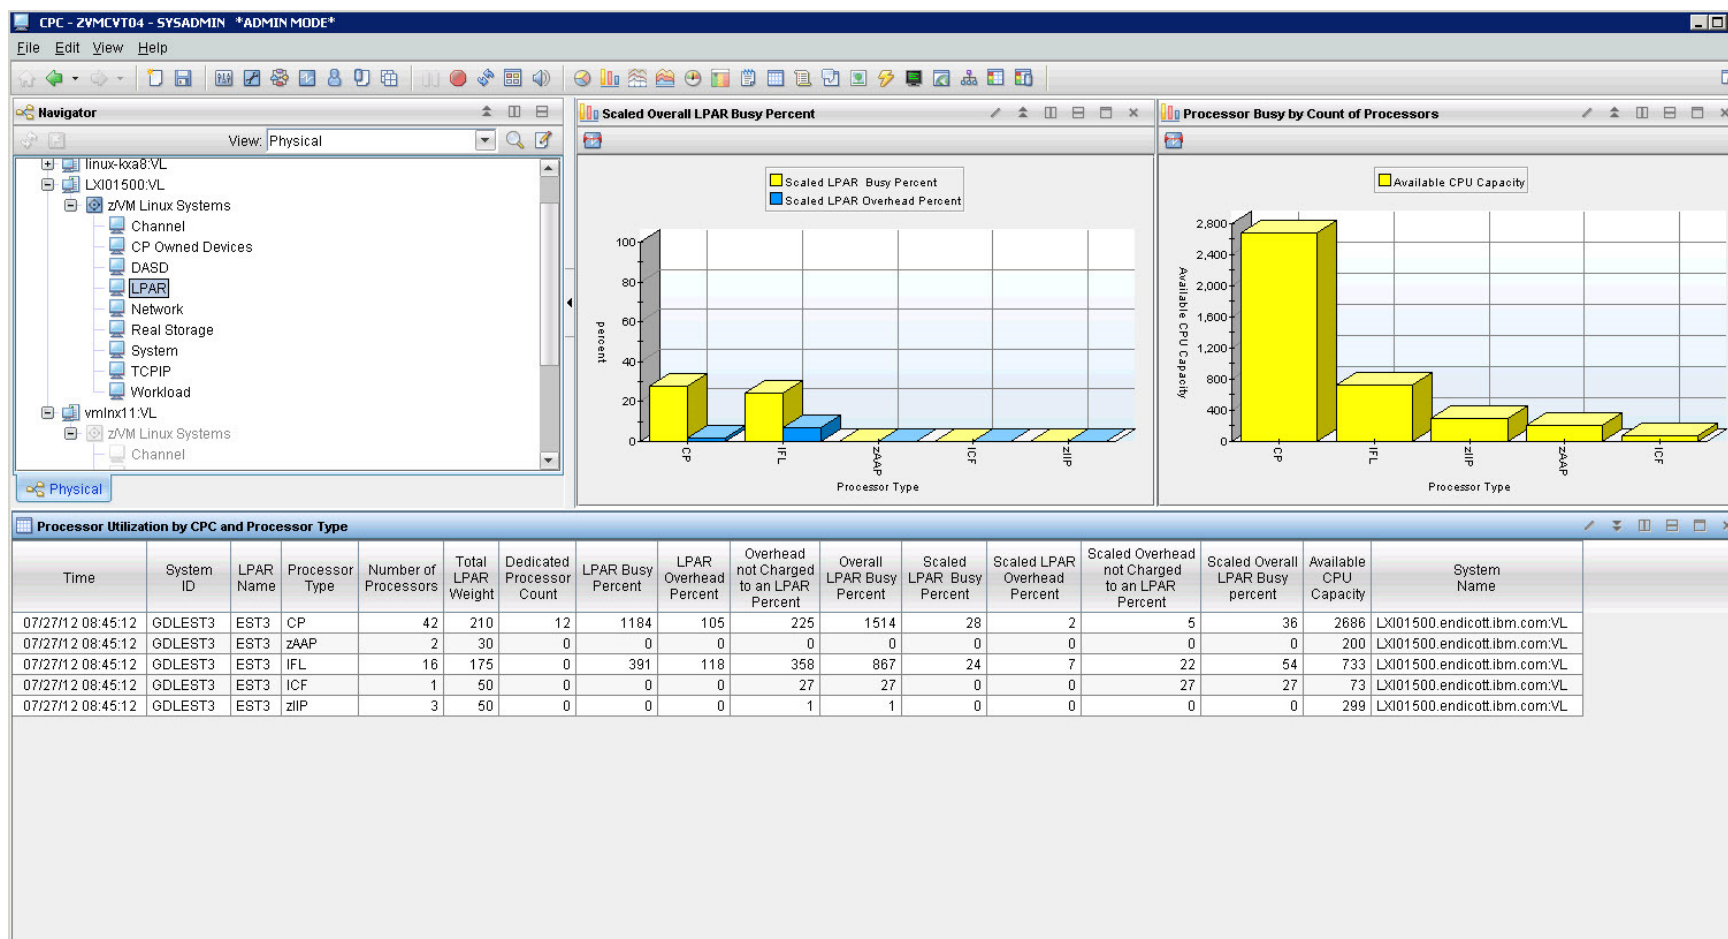 CPC - ZVMCVT04 - SYSADMIN *ADMIN MODE*
File Edit View Help
Navigator
View: Physical
linux-kxa8:VL
LXI01500:VL
z/VM Linux Systems
Channel
CP Owned Devices
DASD
LPAR
Network
Real Storage
System
TCPIP
Workload
vmlnx11:VL
z/VM Linux Systems
Channel
Physical
Scaled Overall LPAR Busy Percent
Scaled LPAR Busy Percent
Scaled LPAR Overhead Percent
percent
100
80
60
40
20
0
CP IFL zAAP ICF zIIP
Processor Type
Processor Busy by Count of Processors
Available CPU Capacity
Available CPU Capacity
2,800
2,400
2,000
1,600
1,200
800
400
0
CP IFL zIIP zAAP ICF
Processor Type
Processor Utilization by CPC and Processor Type
Time System ID LPAR Name Processor Type Number of Processors Total LPAR Weight Dedicated Processor Count LPAR Busy Percent LPAR Overhead Percent Overhead not Charged to an LPAR Percent Overall LPAR Busy Percent Scaled LPAR Busy Percent Scaled LPAR Overhead Percent Scaled Overhead not Charged to an LPAR Percent Scaled Overall LPAR Busy percent Available CPU Capacity System Name
07/27/12 08:45:12 GDLEST3 EST3 CP 42 210 12 1184 105 225 1514 28 2 5 36 2686 LXI01500.endicott.ibm.com:VL
07/27/12 08:45:12 GDLEST3 EST3 zAAP 2 30 0 0 0 0 0 0 0 0 0 200 LXI01500.endicott.ibm.com:VL
07/27/12 08:45:12 GDLEST3 EST3 IFL 16 175 0 391 118 358 867 24 7 22 54 733 LXI01500.endicott.ibm.com:VL
07/27/12 08:45:12 GDLEST3 EST3 ICF 1 50 0 0 0 27 27 0 0 27 27 73 LXI01500.endicott.ibm.com:VL
07/27/12 08:45:12 GDLEST3 EST3 zIIP 3 50 0 0 0 1 1 0 0 0 0 299 LXI01500.endicott.ibm.com:VL